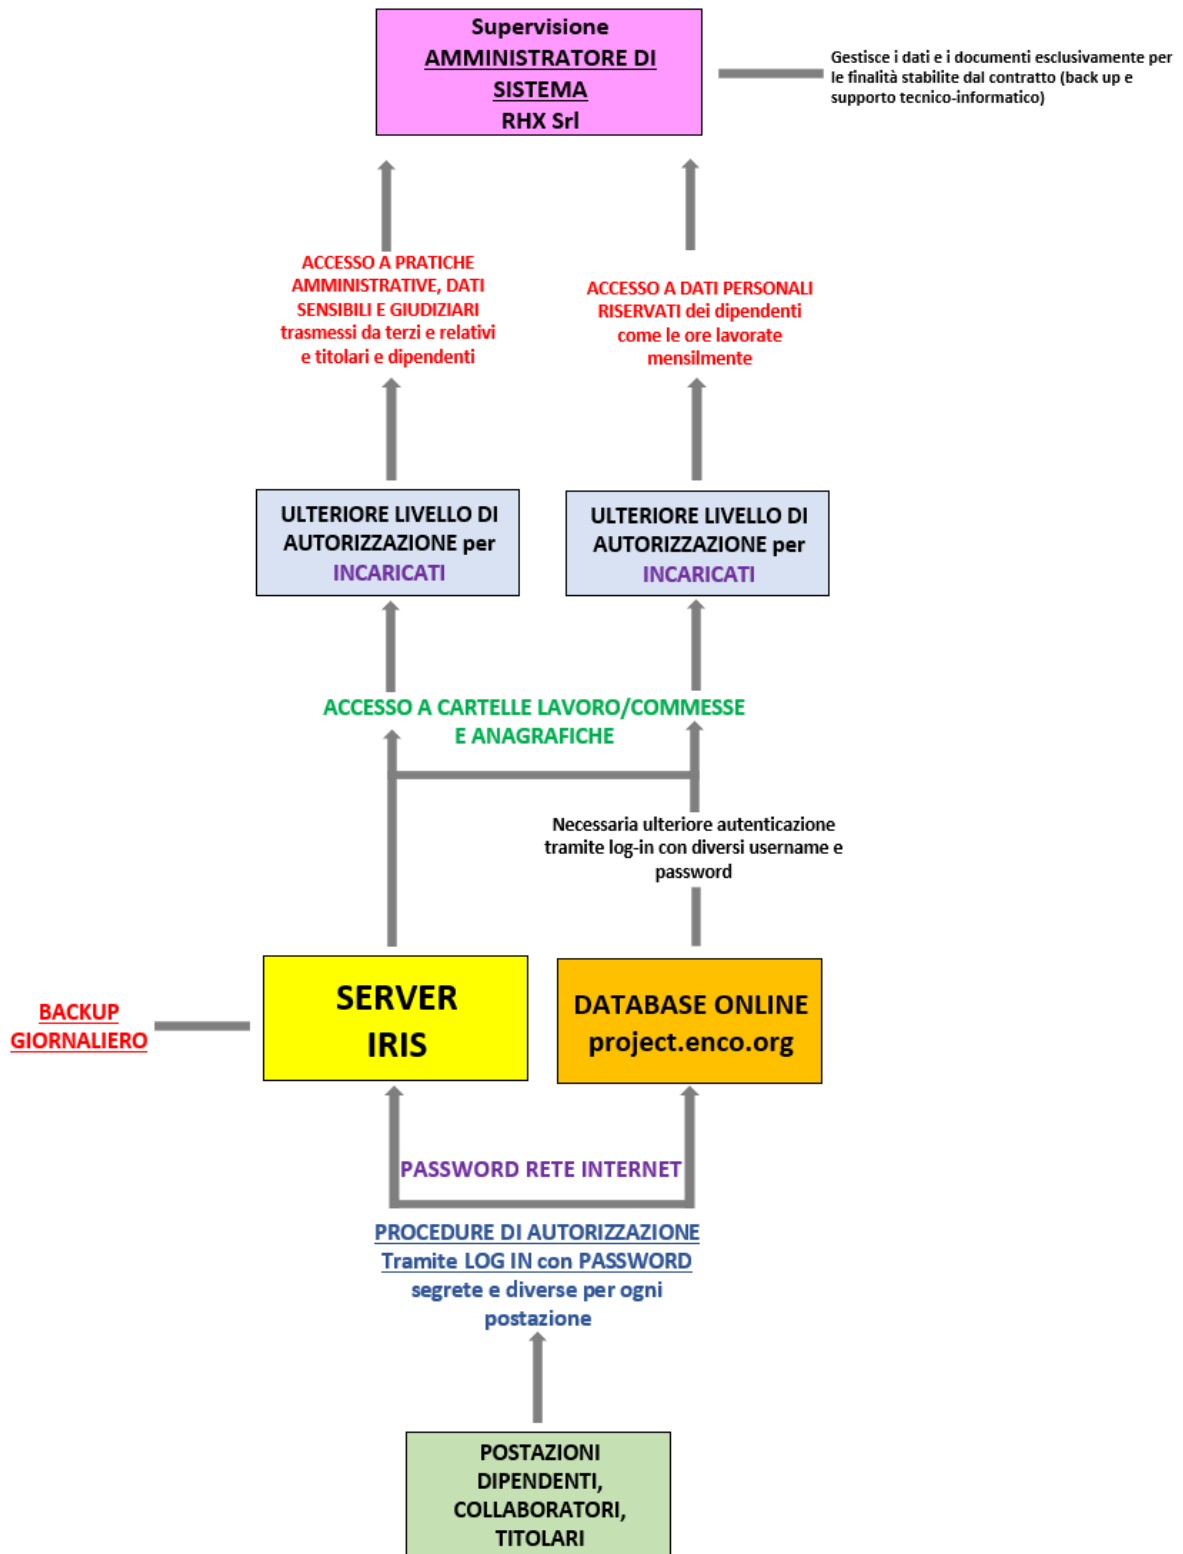 Supervisione
AMMINISTRATORE DI
SISTEMA
RHX Srl
Gestisce i dati e i documenti esclusivamente per
le finalità stabilite dal contratto (back up e
supporto tecnico-informatico)
ACCESSO A PRATICHE
AMMINISTRATIVE, DATI
SENSIBILI E GIUDIZIARI
trasmessi da terzi e relativi
e titolari e dipendenti
ACCESSO A DATI PERSONALI
RISERVATI dei dipendenti
come le ore lavorate
mensilmente
ULTERIORE LIVELLO DI
AUTORIZZAZIONE per
INCARICATI
ULTERIORE LIVELLO DI
AUTORIZZAZIONE per
INCARICATI
ACCESSO A CARTELLE LAVORO/COMMESSE
E ANAGRAFICHE
Necessaria ulteriore autenticazione
tramite log-in con diversi username e
password
BACKUP
GIORNALIERO
SERVER
IRIS
DATABASE ONLINE
project.enco.org
PASSWORD RETE INTERNET
PROCEDURE DI AUTORIZZAZIONE
Tramite LOG IN con PASSWORD
segrete e diverse per ogni
postazione
POSTAZIONI
DIPENDENTI,
COLLABORATORI,
TITOLARI